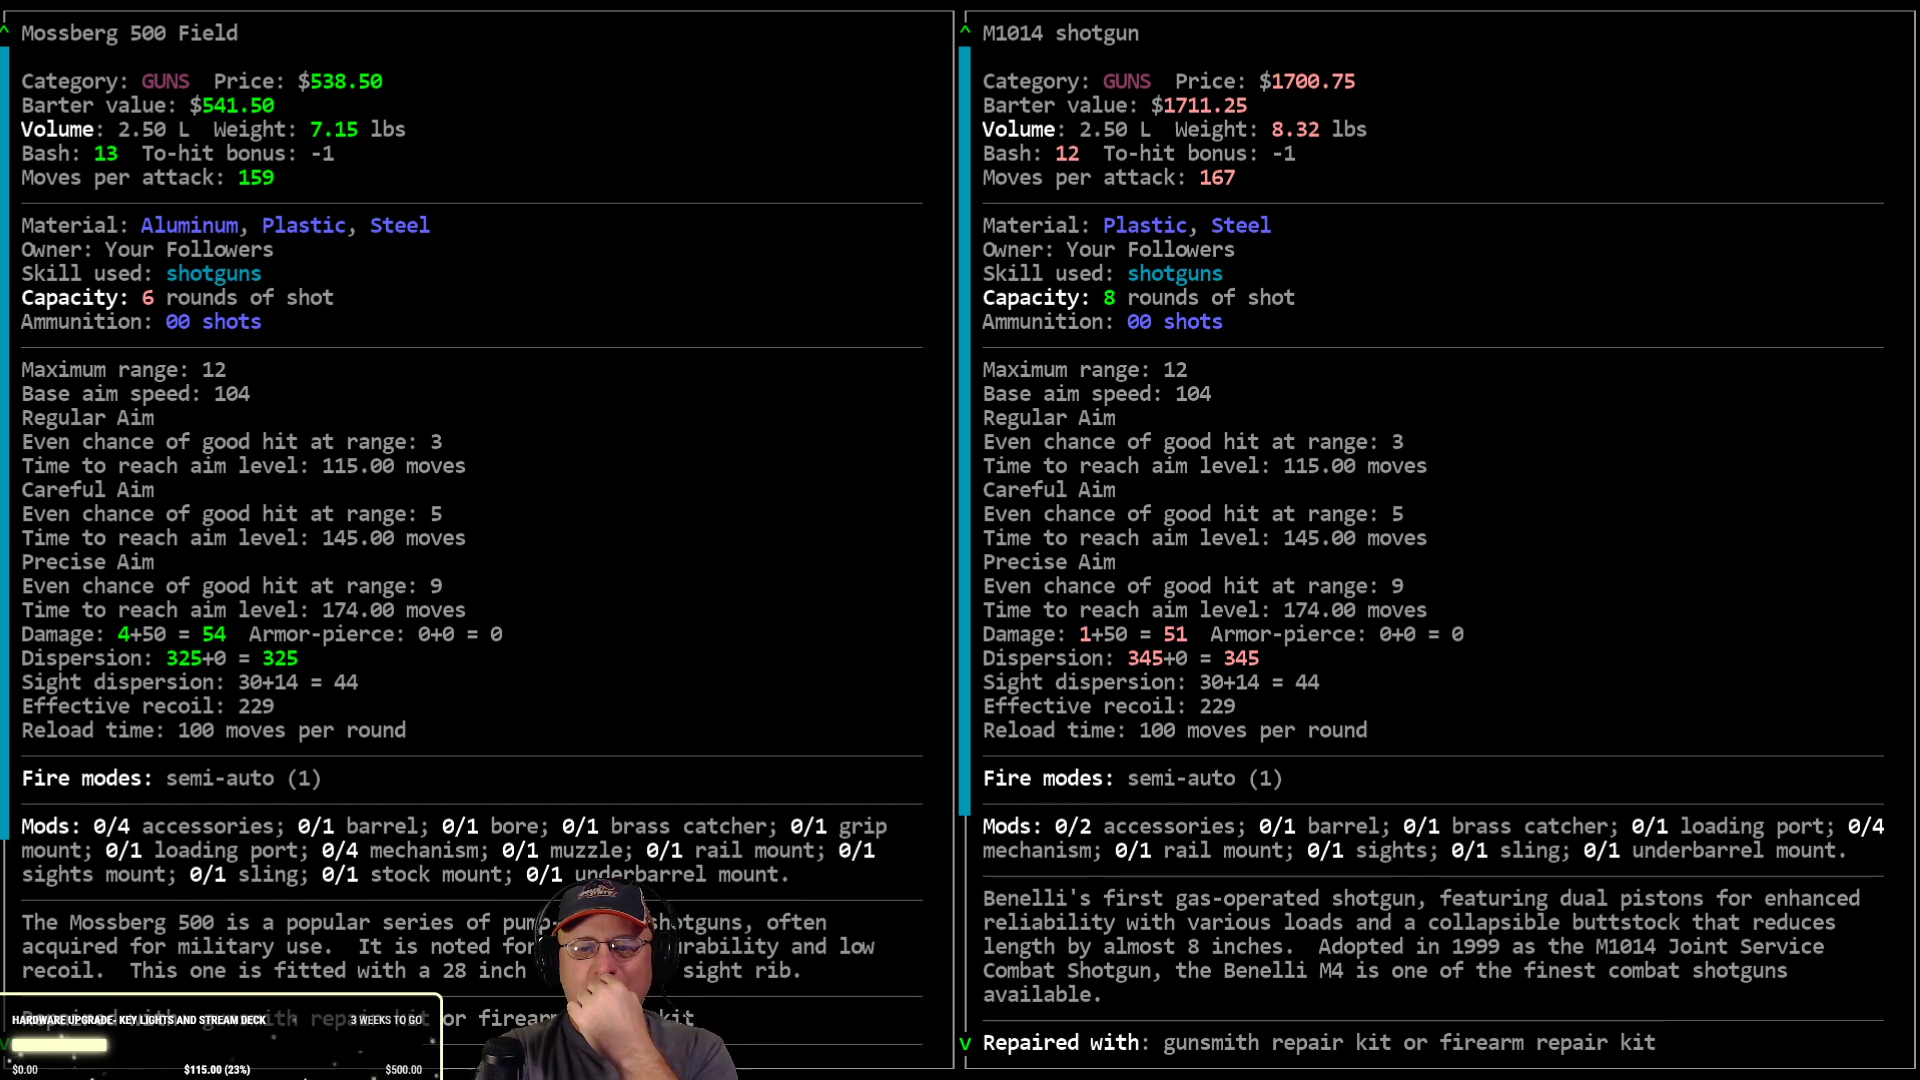 ^ Mossberg 500 Field
Category: GUNS Price: $538.50
Barter value: $541.50
Volume: 2.50 L Weight: 7.15 lbs
Bash: 13 To-hit bonus: -1
Moves per attack: 159
Material: Aluminum, Plastic, Steel
Owner: Your Followers
Skill used: shotguns
Capacity: 6 rounds of shot
Ammunition: 00 shots
Maximum range: 12
Base aim speed: 104
Regular Aim
Even chance of good hit at range: 3
Time to reach aim level: 115.00 moves
Careful Aim
Even chance of good hit at range: 5
Time to reach aim level: 145.00 moves
Precise Aim
Even chance of good hit at range: 9
Time to reach aim level: 174.00 moves
Damage: 4+50 = 54 Armor-pierce: 0+0 = 0
Dispersion: 325+0 = 325
Sight dispersion: 30+14 = 44
Effective recoil: 229
Reload time: 100 moves per round
Fire modes: semi-auto (1)
Mods: 0/4 accessories; 0/1 barrel; 0/1 bore; 0/1 brass catcher; 0/1 grip
mount; 0/1 loading port; 0/4 mechanism; 0/1 muzzle; 0/1 rail mount; 0/1
sights mount; 0/1 sling; 0/1 stock mount; 0/1 underbarrel mount.
The Mossberg 500 is a popular series of pum shotguns, often
acquired for military use. It is noted for durability and low
recoil. This one is fitted with a 28 inch sight rib.
Repaired with: gunsmith repair kit or firearm kit
HARDWARE UPGRADE- KEY LIGHTS AND STREAM DECK 3 WEEKS TO GO
$0.00 $115.00 (23%) $500.00
^ M1014 shotgun
Category: GUNS Price: $1700.75
Barter value: $1711.25
Volume: 2.50 L Weight: 8.32 lbs
Bash: 12 To-hit bonus: -1
Moves per attack: 167
Material: Plastic, Steel
Owner: Your Followers
Skill used: shotguns
Capacity: 8 rounds of shot
Ammunition: 00 shots
Maximum range: 12
Base aim speed: 104
Regular Aim
Even chance of good hit at range: 3
Time to reach aim level: 115.00 moves
Careful Aim
Even chance of good hit at range: 5
Time to reach aim level: 145.00 moves
Precise Aim
Even chance of good hit at range: 9
Time to reach aim level: 174.00 moves
Damage: 1+50 = 51 Armor-pierce: 0+0 = 0
Dispersion: 345+0 = 345
Sight dispersion: 30+14 = 44
Effective recoil: 229
Reload time: 100 moves per round
Fire modes: semi-auto (1)
Mods: 0/2 accessories; 0/1 barrel; 0/1 brass catcher; 0/1 loading port; 0/4
mechanism; 0/1 rail mount; 0/1 sights; 0/1 sling; 0/1 underbarrel mount.
Benelli's first gas-operated shotgun, featuring dual pistons for enhanced
reliability with various loads and a collapsible buttstock that reduces
length by almost 8 inches. Adopted in 1999 as the M1014 Joint Service
Combat Shotgun, the Benelli M4 is one of the finest combat shotguns
available.
v Repaired with: gunsmith repair kit or firearm repair kit